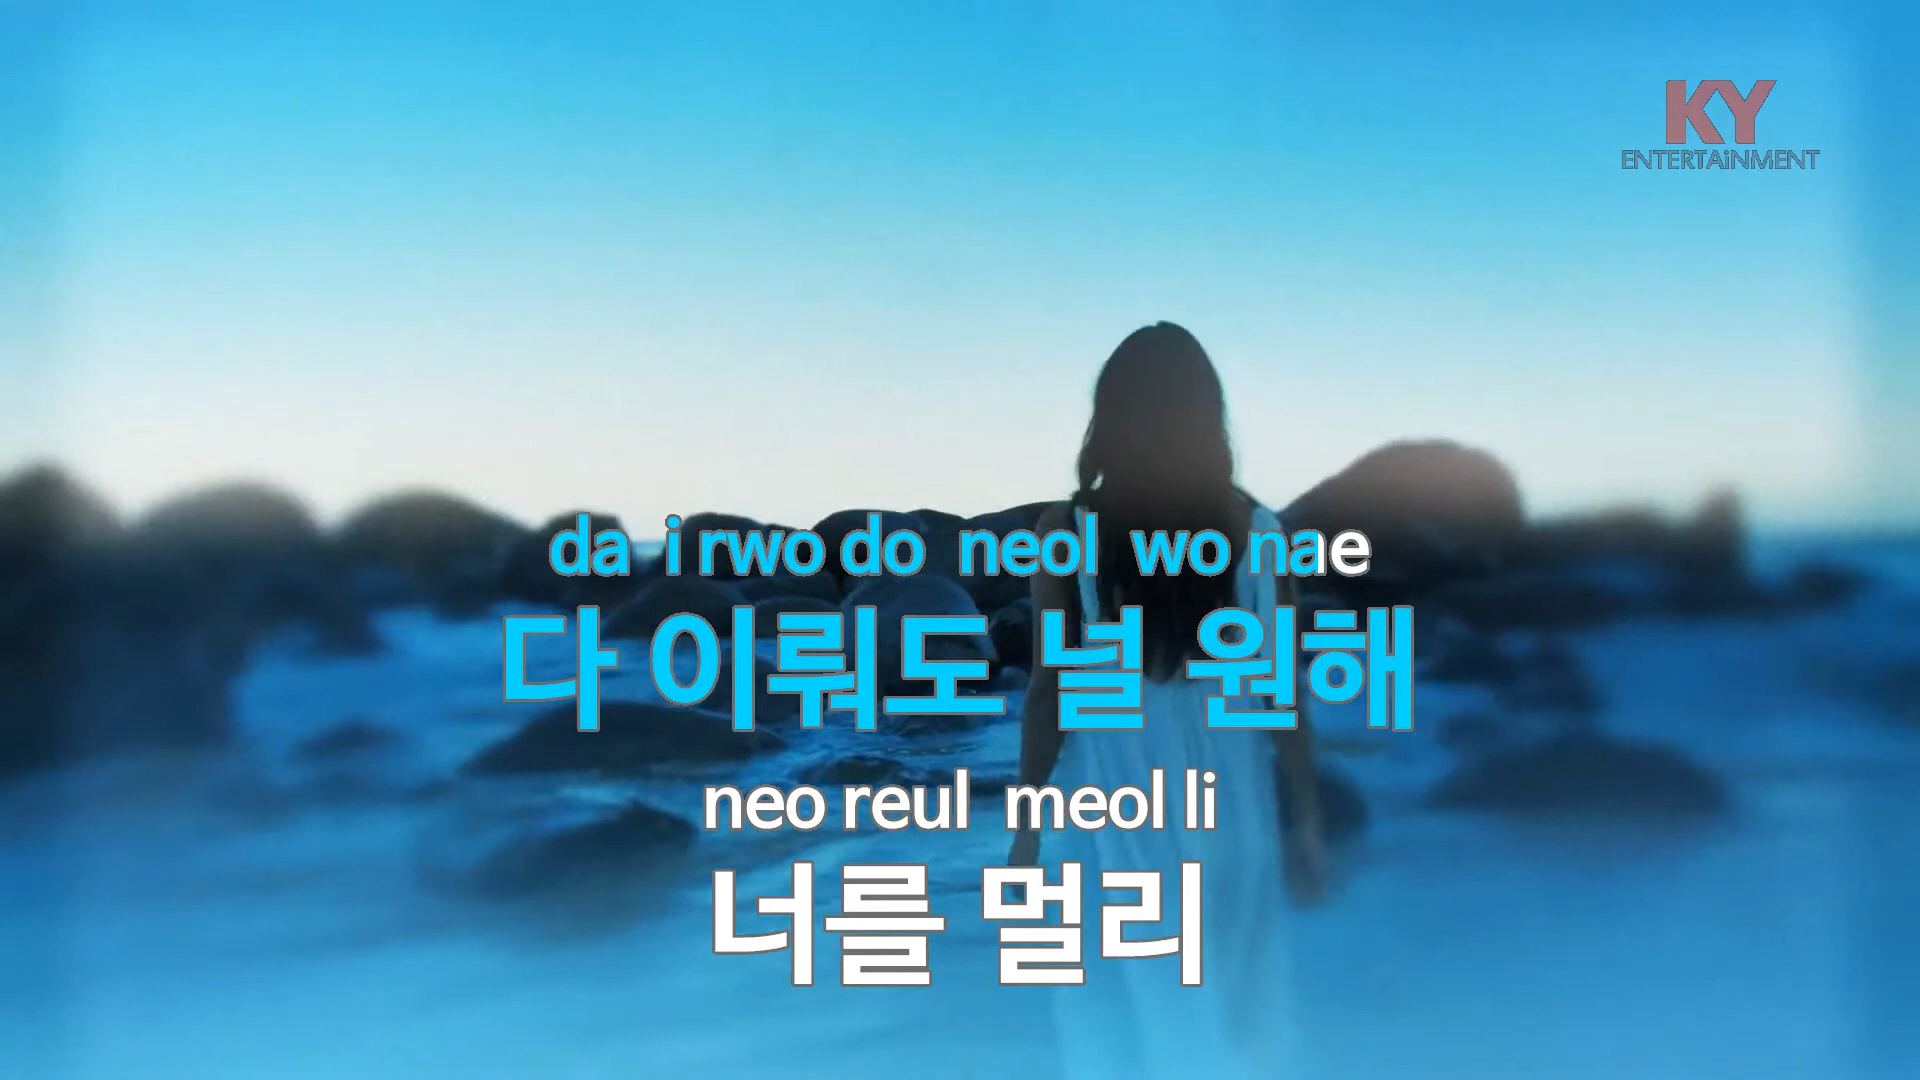 KY
ENTERTAiNMENT
da i rwo do neol wo nae
다 이뤄도 널 원해
neo reul meol li
너를 멀리